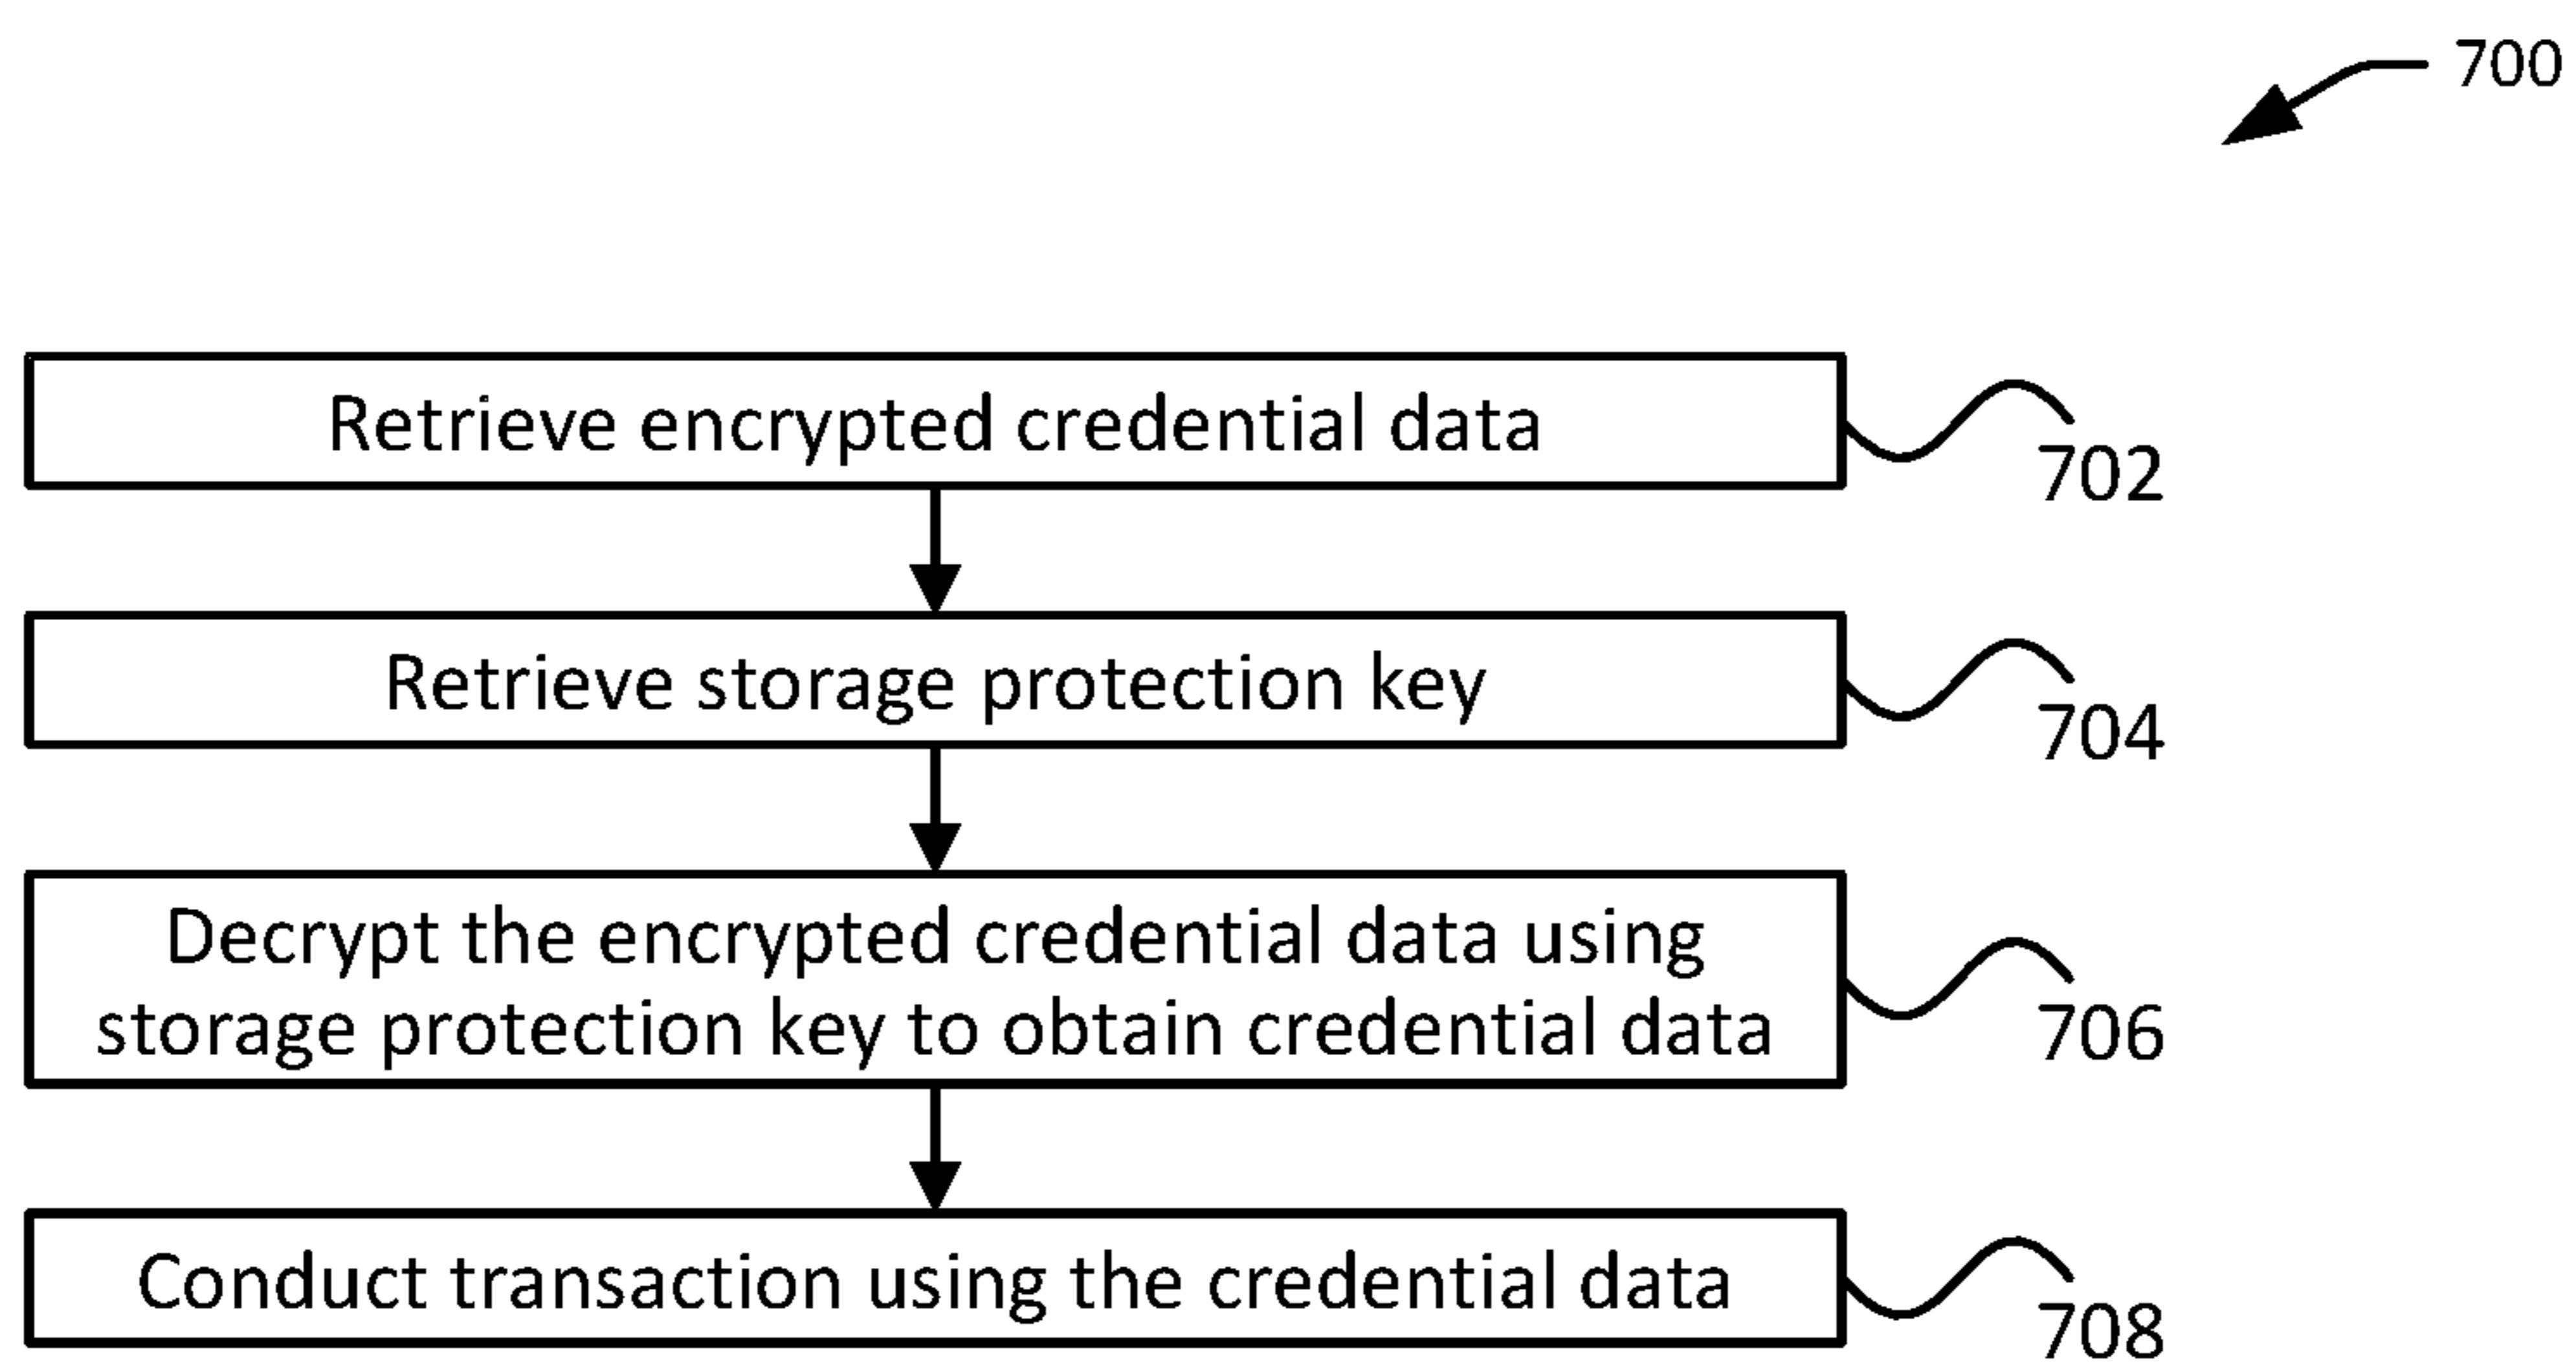 700
Retrieve encrypted credential data
702
Retrieve storage protection key
704
Decrypt the encrypted credential data using
storage protection key to obtain credential data
706
Conduct transaction using the credential data
708